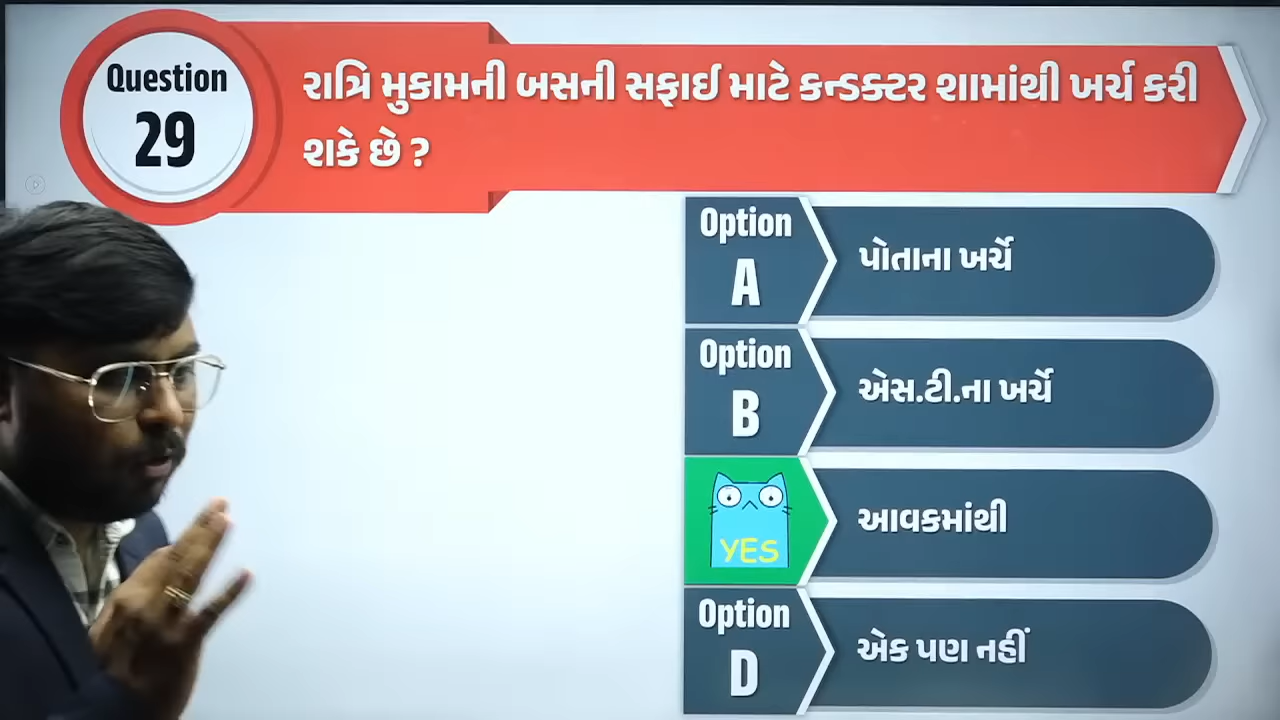 Question
29
રાત્રિ મુકામની બસની સફાઈ માટે કન્ડક્ટર શામાંથી ખર્ચ કરી
શકે છે ?
Option
A
પોતાના ખર્ચે
Option
B
એસ.ટી.ના ખર્ચે
YES
આવકમાંથી
Option
D
એક પણ નહીં